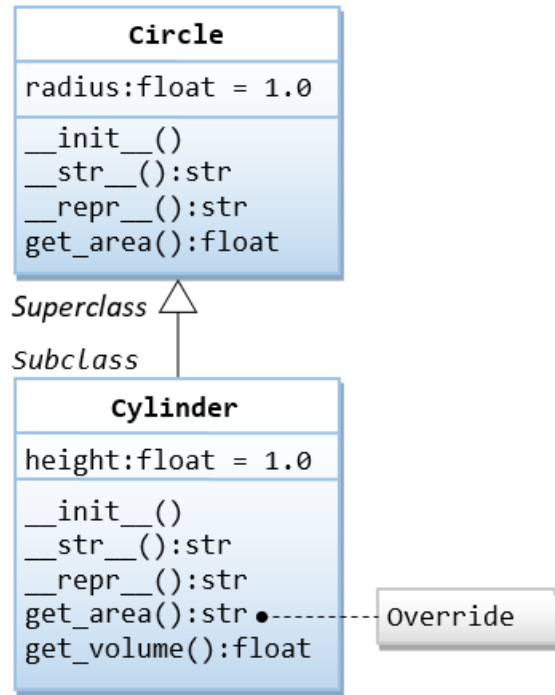 Circle
radius:float = 1.0
__init__()
__str__():str
__repr__():str
get_area():float
Superclass
Subclass
Cylinder
height:float = 1.0
__init__()
__str__():str
__repr__():str
get_area():str
Override
get_volume():float